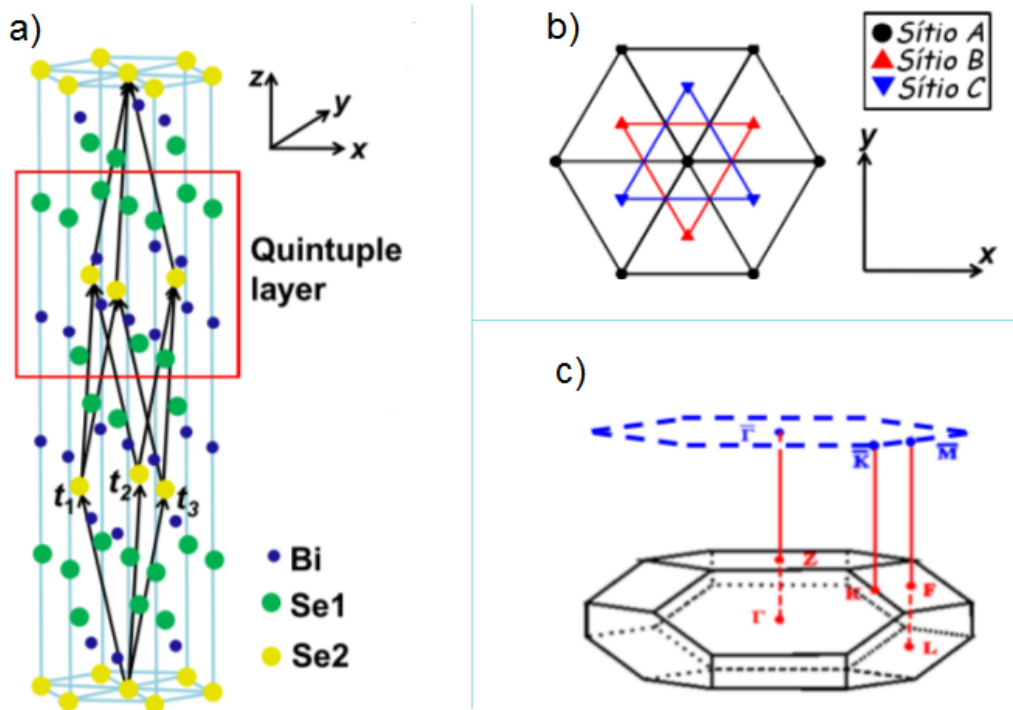 a)
z
y
x
Quintuple
layer
t1
t2
t3
Bi
Se1
Se2
b)
Sítio A
Sítio B
Sítio C
y
x
c)
Γ̅
K̅
M̅
Z
K
F
Γ
L